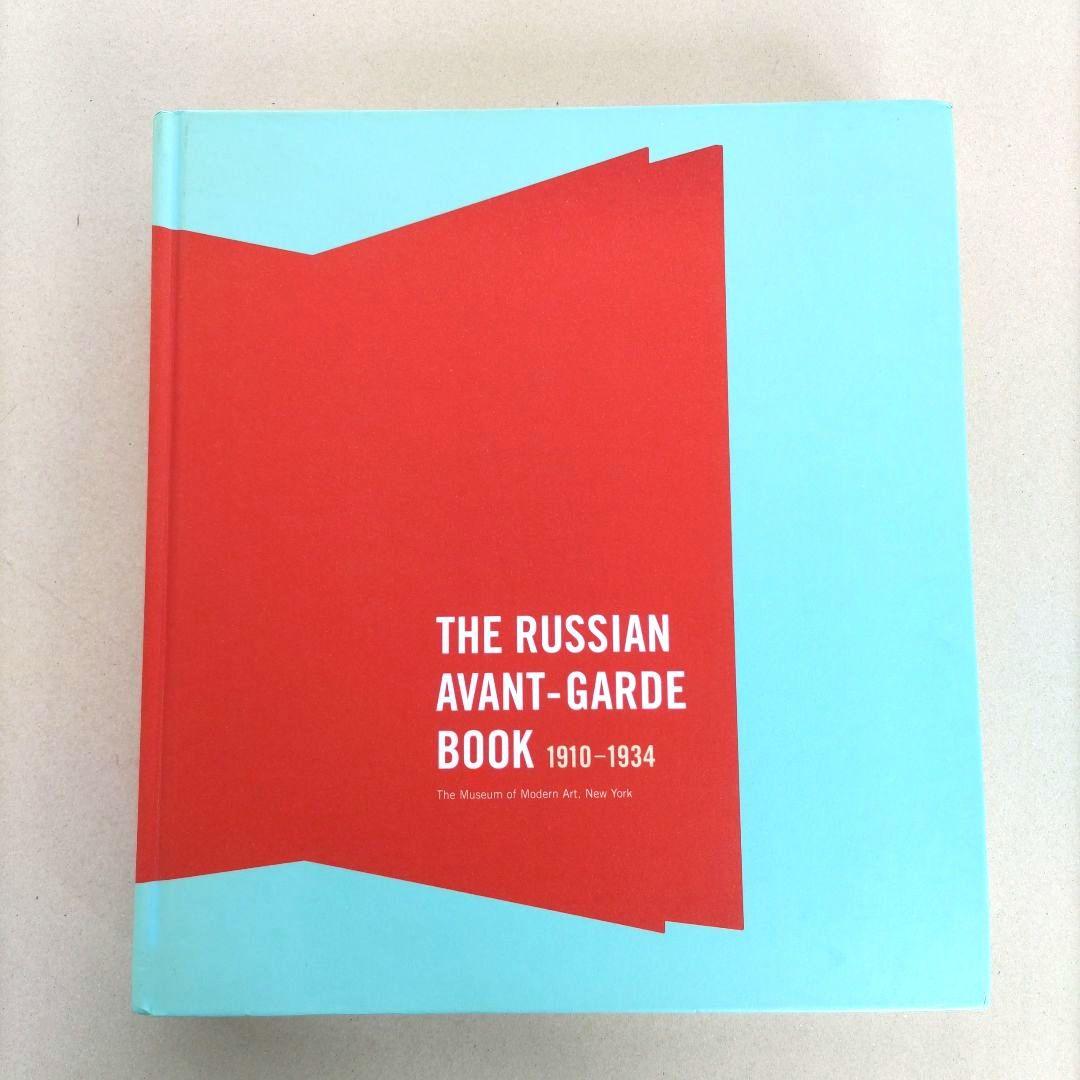 THE RUSSIAN
AVANT-GARDE
BOOK 1910–1934
The Museum of Modern Art, New York